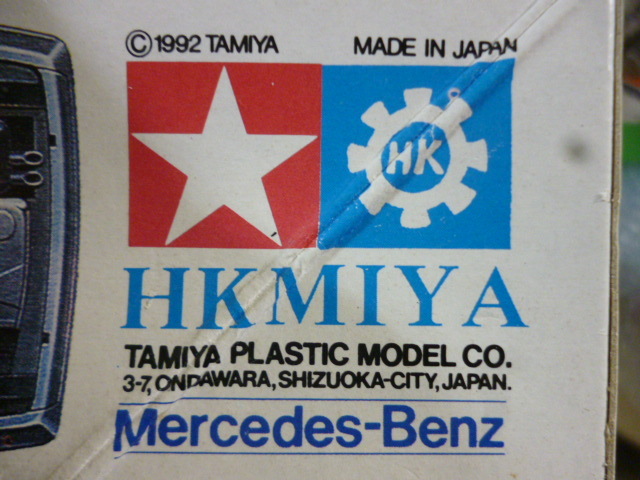 ©1992 TAMIYA MADE IN JAPAN
HK
HKMIYA
TAMIYA PLASTIC MODEL CO.
3-7, ONDAWARA, SHIZUOKA-CITY, JAPAN.
Mercedes-Benz